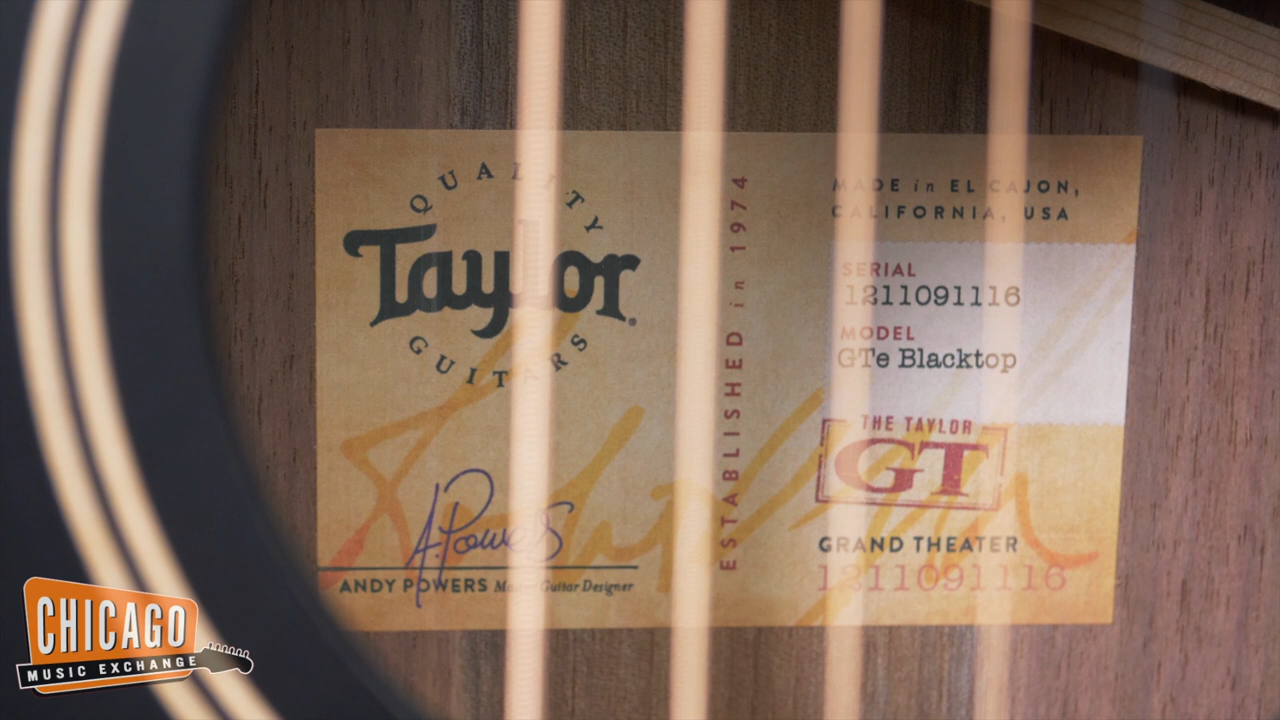 QUALITY
Taylor
GUITARS
A. Powers
ANDY POWERS Master Guitar Designer
ESTABLISHED in 1974
MADE in EL CAJON,
CALIFORNIA, USA
SERIAL
1211091116
MODEL
GTe Blacktop
THE TAYLOR
GT
GRAND THEATER
1211091116
CHICAGO
MUSIC EXCHANGE